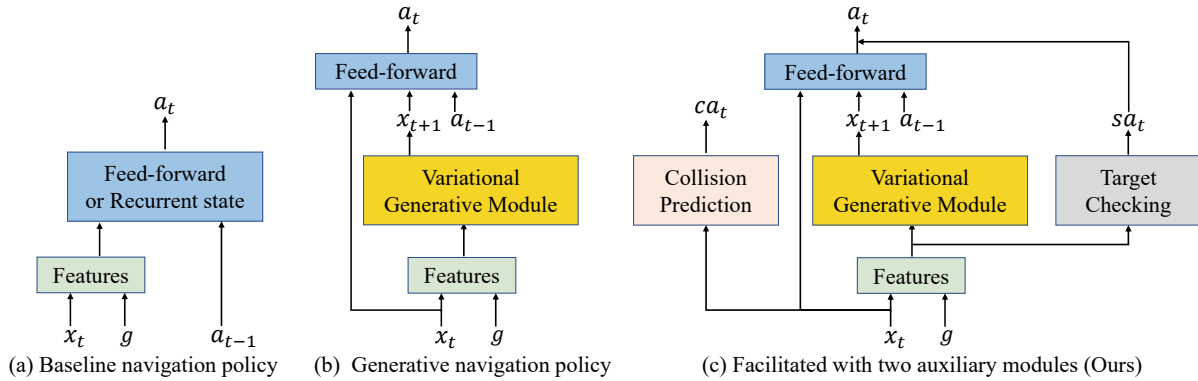 a_t
Feed-forward
or Recurrent state
Features
x_t g a_{t-1}
(a) Baseline navigation policy
a_t
Feed-forward
x_{t+1} a_{t-1}
Variational
Generative Module
Features
x_t g
(b) Generative navigation policy
a_t
Feed-forward
ca_t x_{t+1} a_{t-1} sa_t
Collision
Prediction
Variational
Generative Module
Target
Checking
Features
x_t g
(c) Facilitated with two auxiliary modules (Ours)